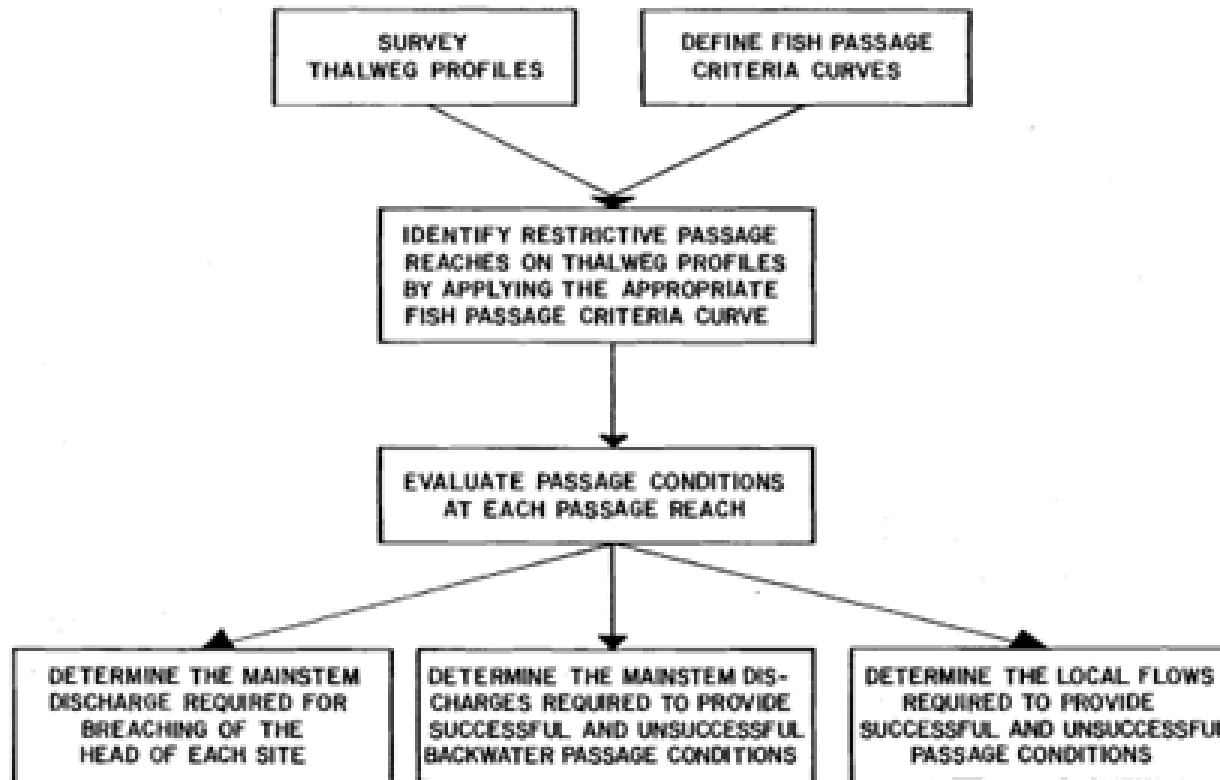 SURVEY
THALWEG PROFILES
DEFINE FISH PASSAGE
CRITERIA CURVES
IDENTIFY RESTRICTIVE PASSAGE
REACHES ON THALWEG PROFILES
BY APPLYING THE APPROPRIATE
FISH PASSAGE CRITERIA CURVE
EVALUATE PASSAGE CONDITIONS
AT EACH PASSAGE REACH
DETERMINE THE MAINSTEM
DISCHARGE REQUIRED FOR
BREACHING OF THE
HEAD OF EACH SITE
DETERMINE THE MAINSTEM DIS-
CHARGES REQUIRED TO PROVIDE
SUCCESSFUL AND UNSUCCESSFUL
BACKWATER PASSAGE CONDITIONS
DETERMINE THE LOCAL FLOWS
REQUIRED TO PROVIDE
SUCCESSFUL AND UNSUCCESSFUL
PASSAGE CONDITIONS